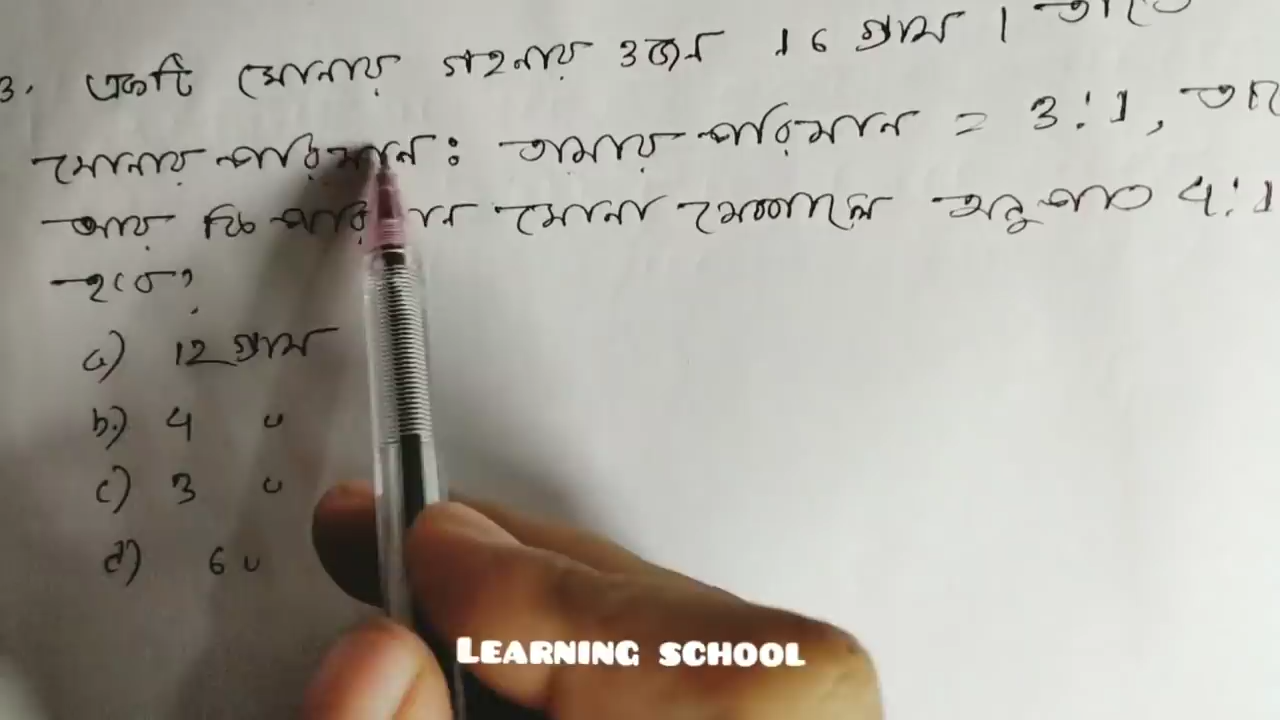 3. একটি সোনার গহনার ওজন 16 গ্রাম । তাতে
সোনার পরিমান : তামার পরিমান = 3:1, তাতে
আর কি পরিমান সোনা মেশালে অনুপাত 4:1
হবে?
a) 12 গ্রাম
b) 4 "
c) 3 "
d) 6 "
LEARNING SCHOOL